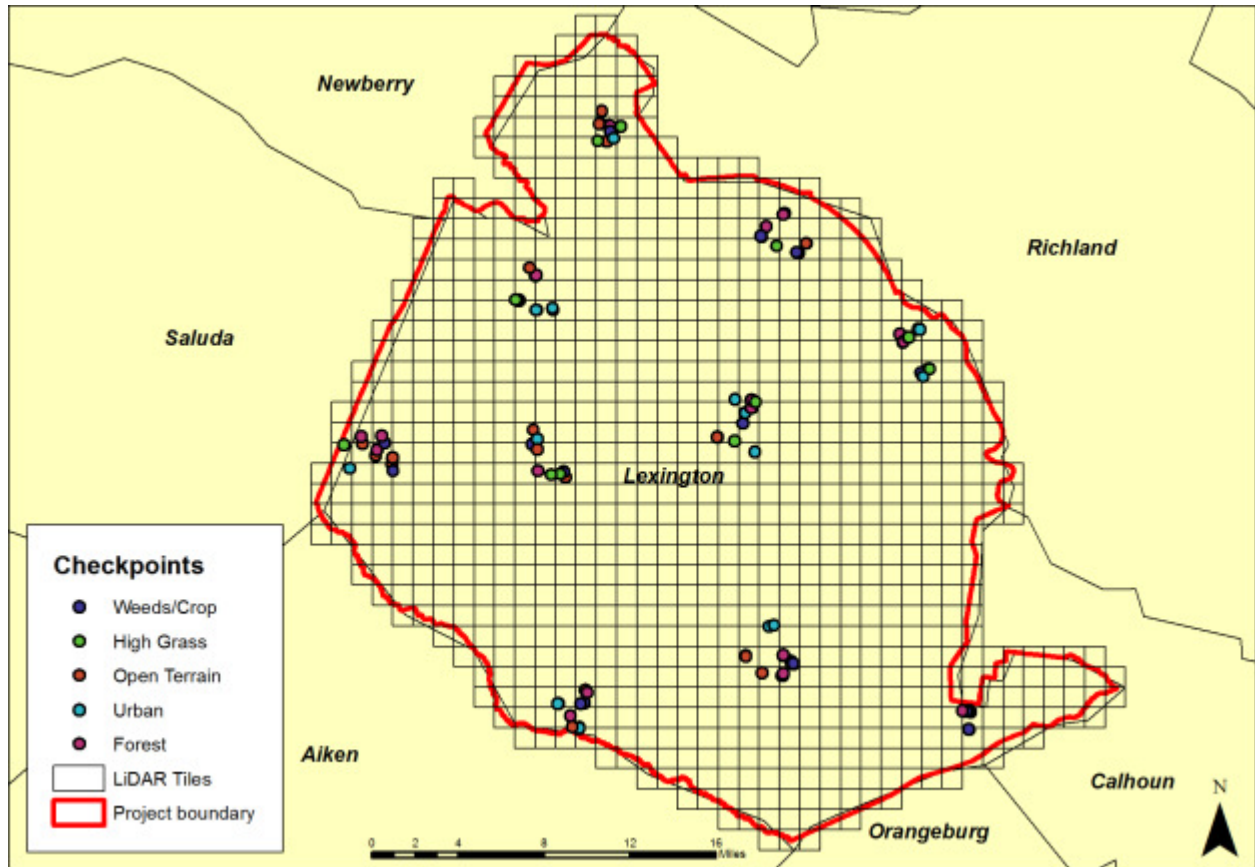 Newberry
Richland
Saluda
Lexington
Checkpoints
Weeds/Crop
High Grass
Open Terrain
Urban
Forest
LiDAR Tiles
Project boundary
Aiken
Calhoun
Orangeburg
N
0 2 4 8 12 16
Miles